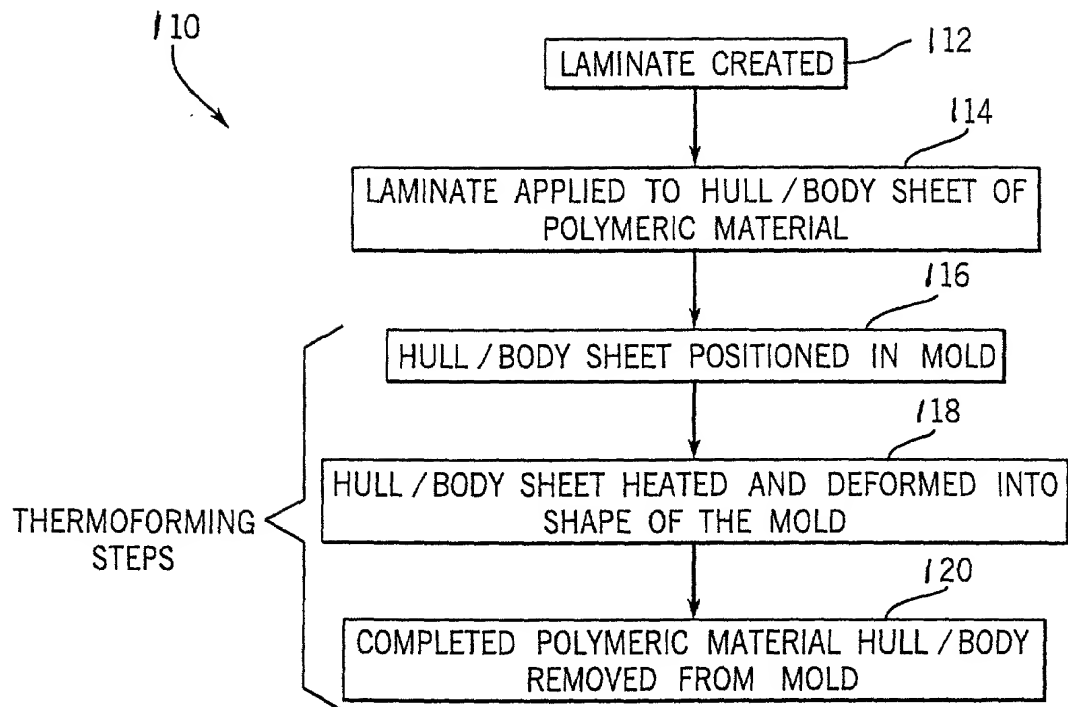 110
LAMINATE CREATED
112
114
LAMINATE APPLIED TO HULL/BODY SHEET OF
POLYMERIC MATERIAL
116
HULL/BODY SHEET POSITIONED IN MOLD
118
HULL/BODY SHEET HEATED AND DEFORMED INTO
SHAPE OF THE MOLD
THERMOFORMING
STEPS
120
COMPLETED POLYMERIC MATERIAL HULL/BODY
REMOVED FROM MOLD